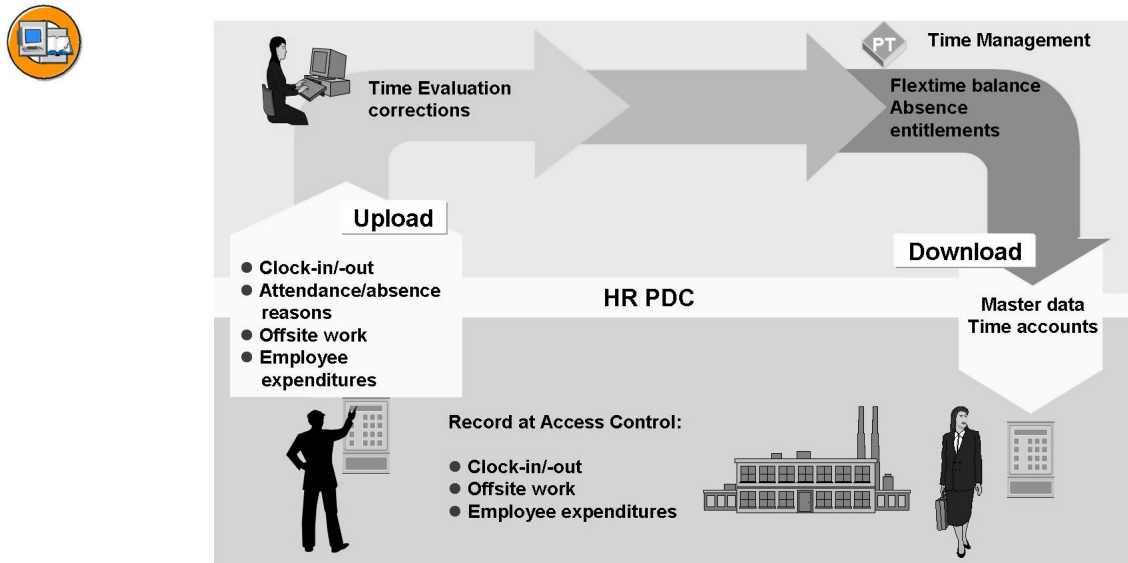 PT
Time Management
Time Evaluation
corrections
Flextime balance
Absence
entitlements
Upload
● Clock-in/-out
● Attendance/absence
reasons
● Offsite work
● Employee
expenditures
HR PDC
Download
Master data
Time accounts
Record at Access Control:
● Clock-in/-out
● Offsite work
● Employee expenditures